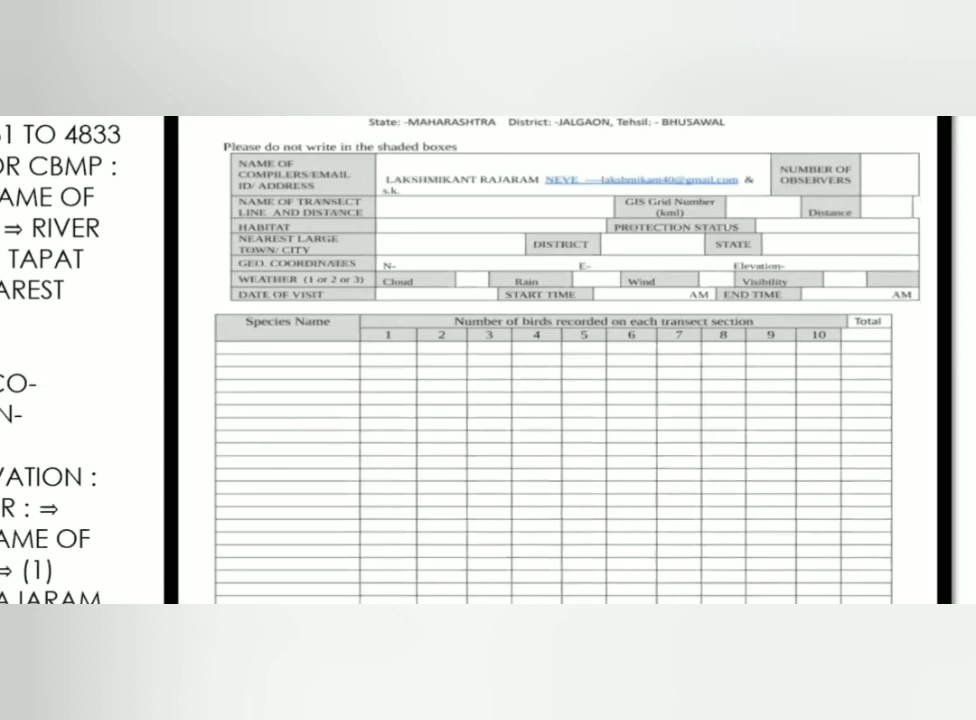 51 TO 4833
OR CBMP :
AME OF
⇒ RIVER
TAPAT
AREST
CO-
N-
VATION :
R : ⇒
AME OF
⇒ (1)
AJARAM
State: -MAHARASHTRA District: -JALGAON, Tehsil: - BHUSAWAL
Please do not write in the shaded boxes
NAME OF COMPILERS/EMAIL ID/ ADDRESS
LAKSHMIKANT RAJARAM NEVE ----lakshmikant40@gmail.com & s.k.
NUMBER OF OBSERVERS
NAME OF TRANSECT LINE AND DISTANCE
GIS Grid Number (kml)
Distance
HABITAT
PROTECTION STATUS
NEAREST LARGE TOWN/ CITY
DISTRICT
STATE
GEO. COORDINATES N- E- Elevation-
WEATHER (1 or 2 or 3) Cloud Rain Wind Visibility
DATE OF VISIT START TIME AM END TIME AM
Species Name
Number of birds recorded on each transect section
Total
1 2 3 4 5 6 7 8 9 10